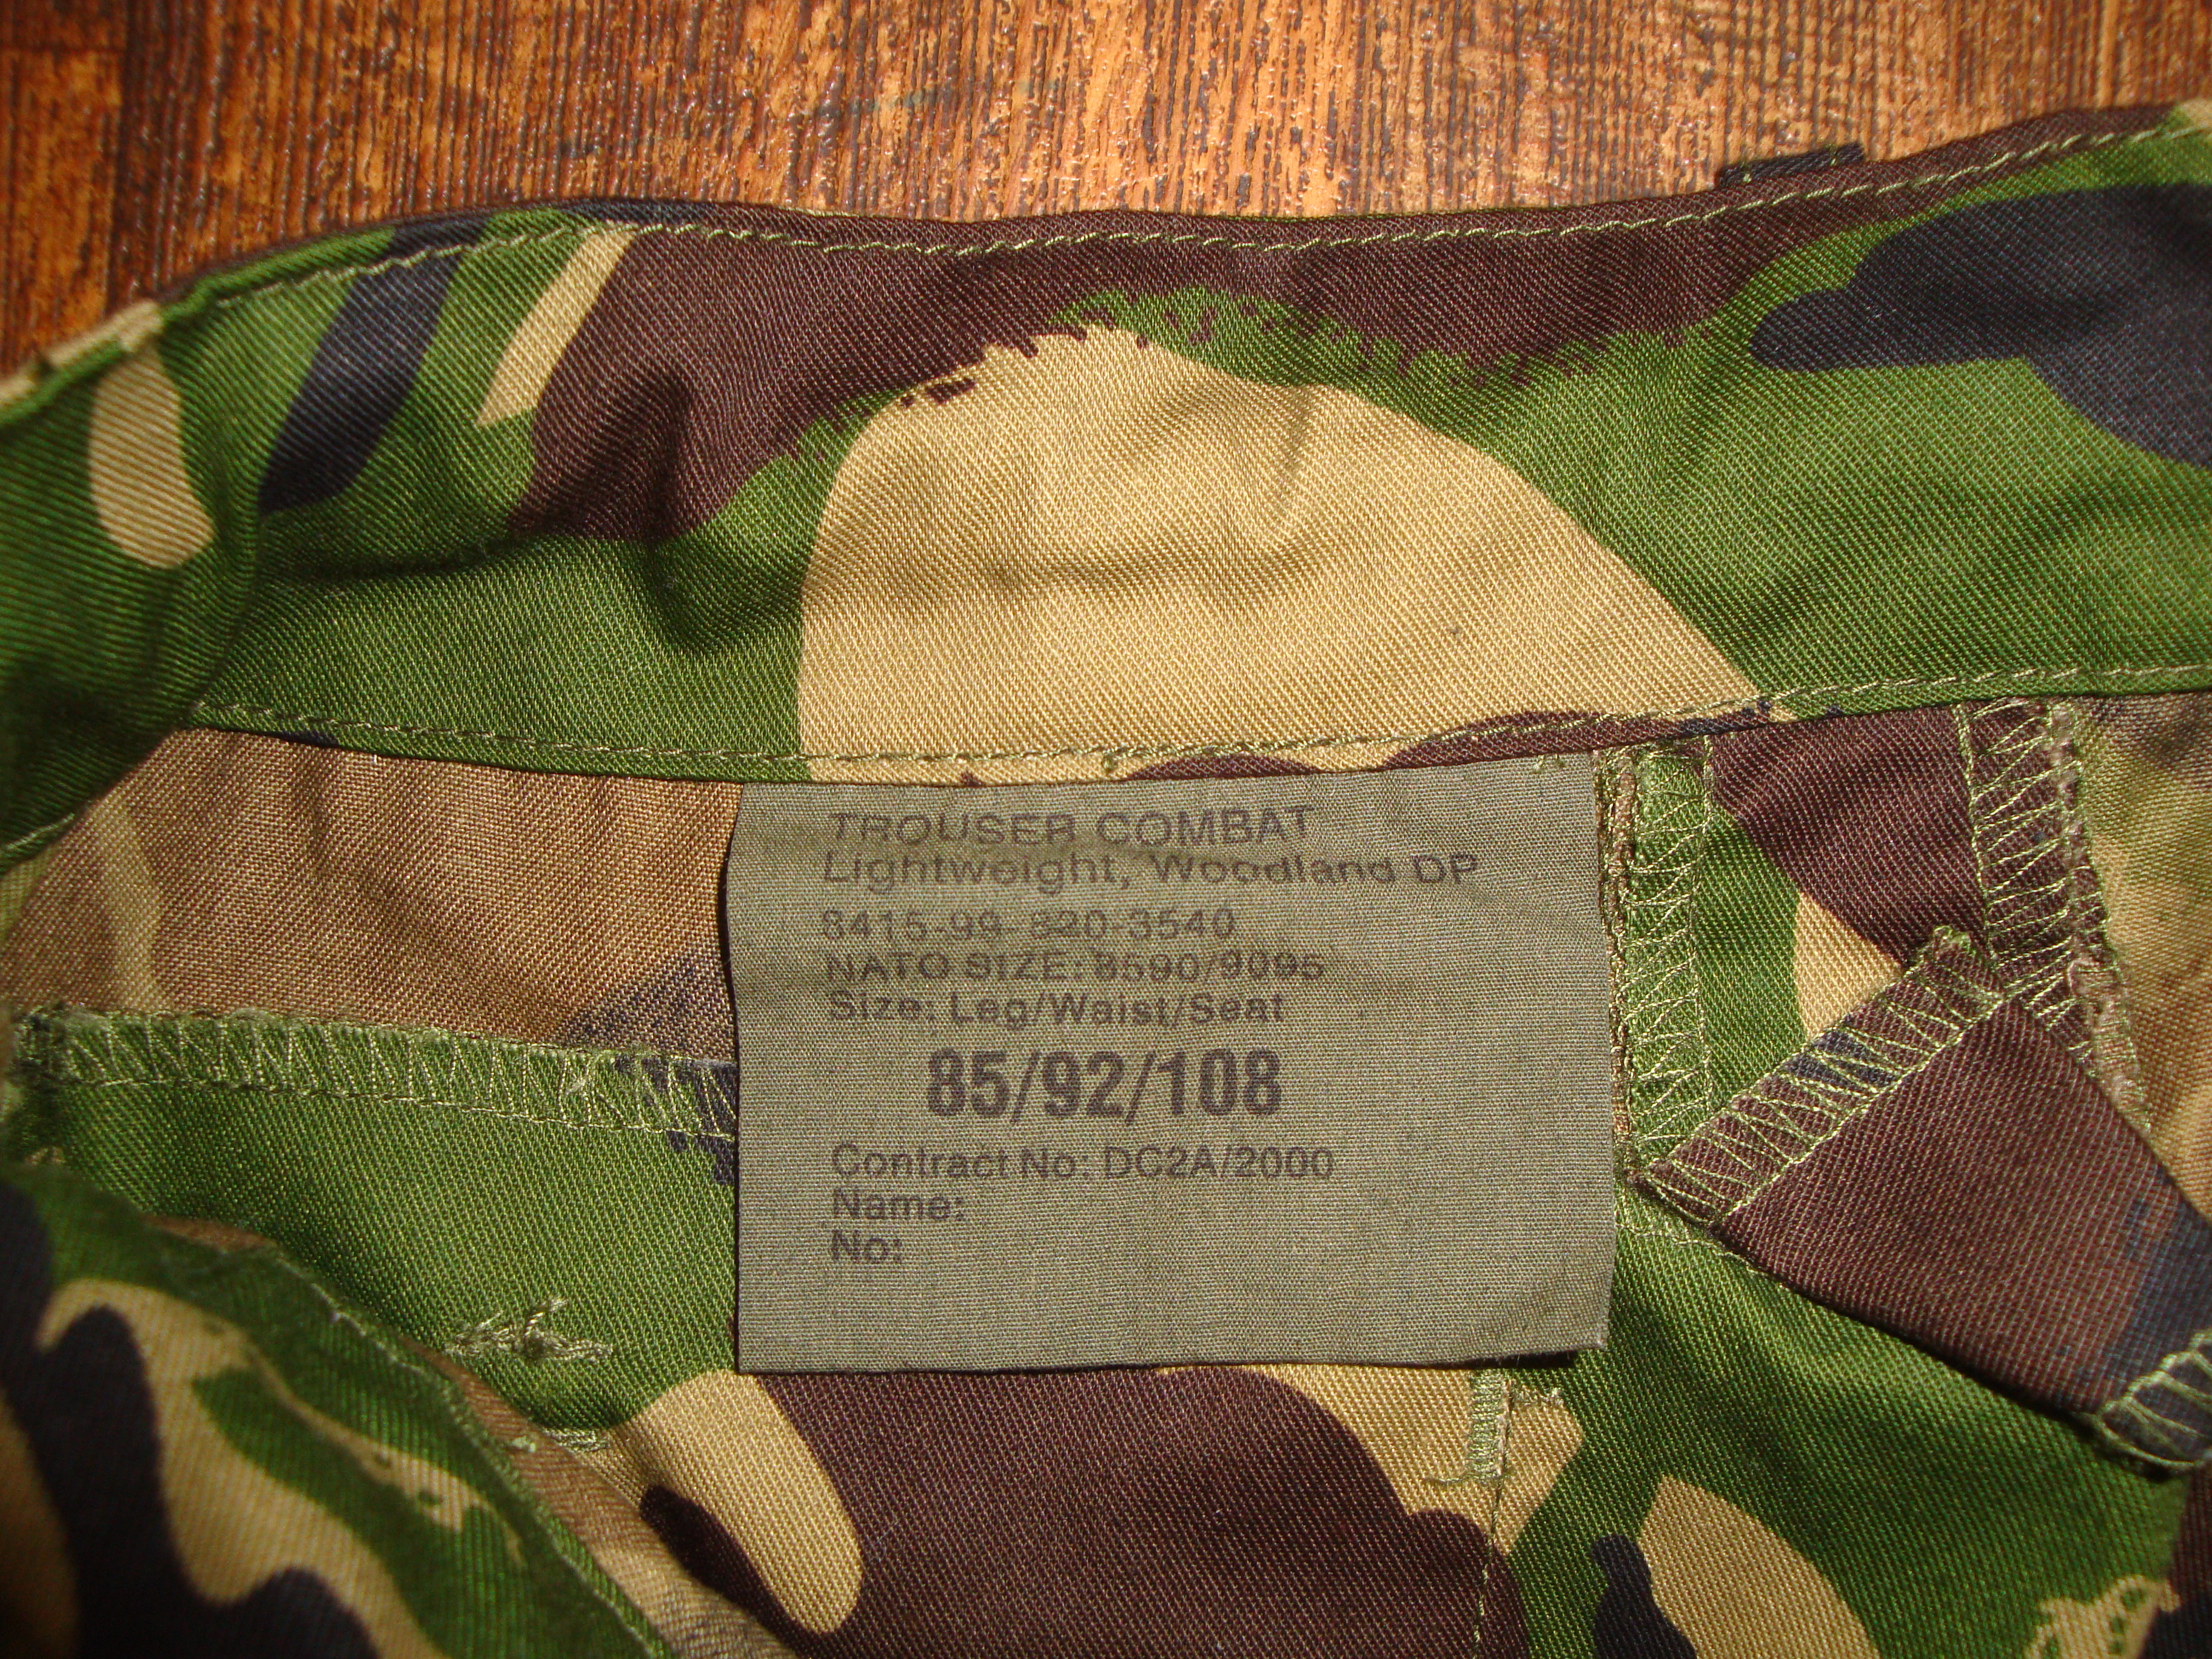 TROUSER COMBAT
Lightweight, Woodland DP
8415-99-820-3540
NATO SIZE: 8590/9095
Size: Leg/Waist/Seat
85/92/108
Contract No: DC2A/2000
Name:
No: